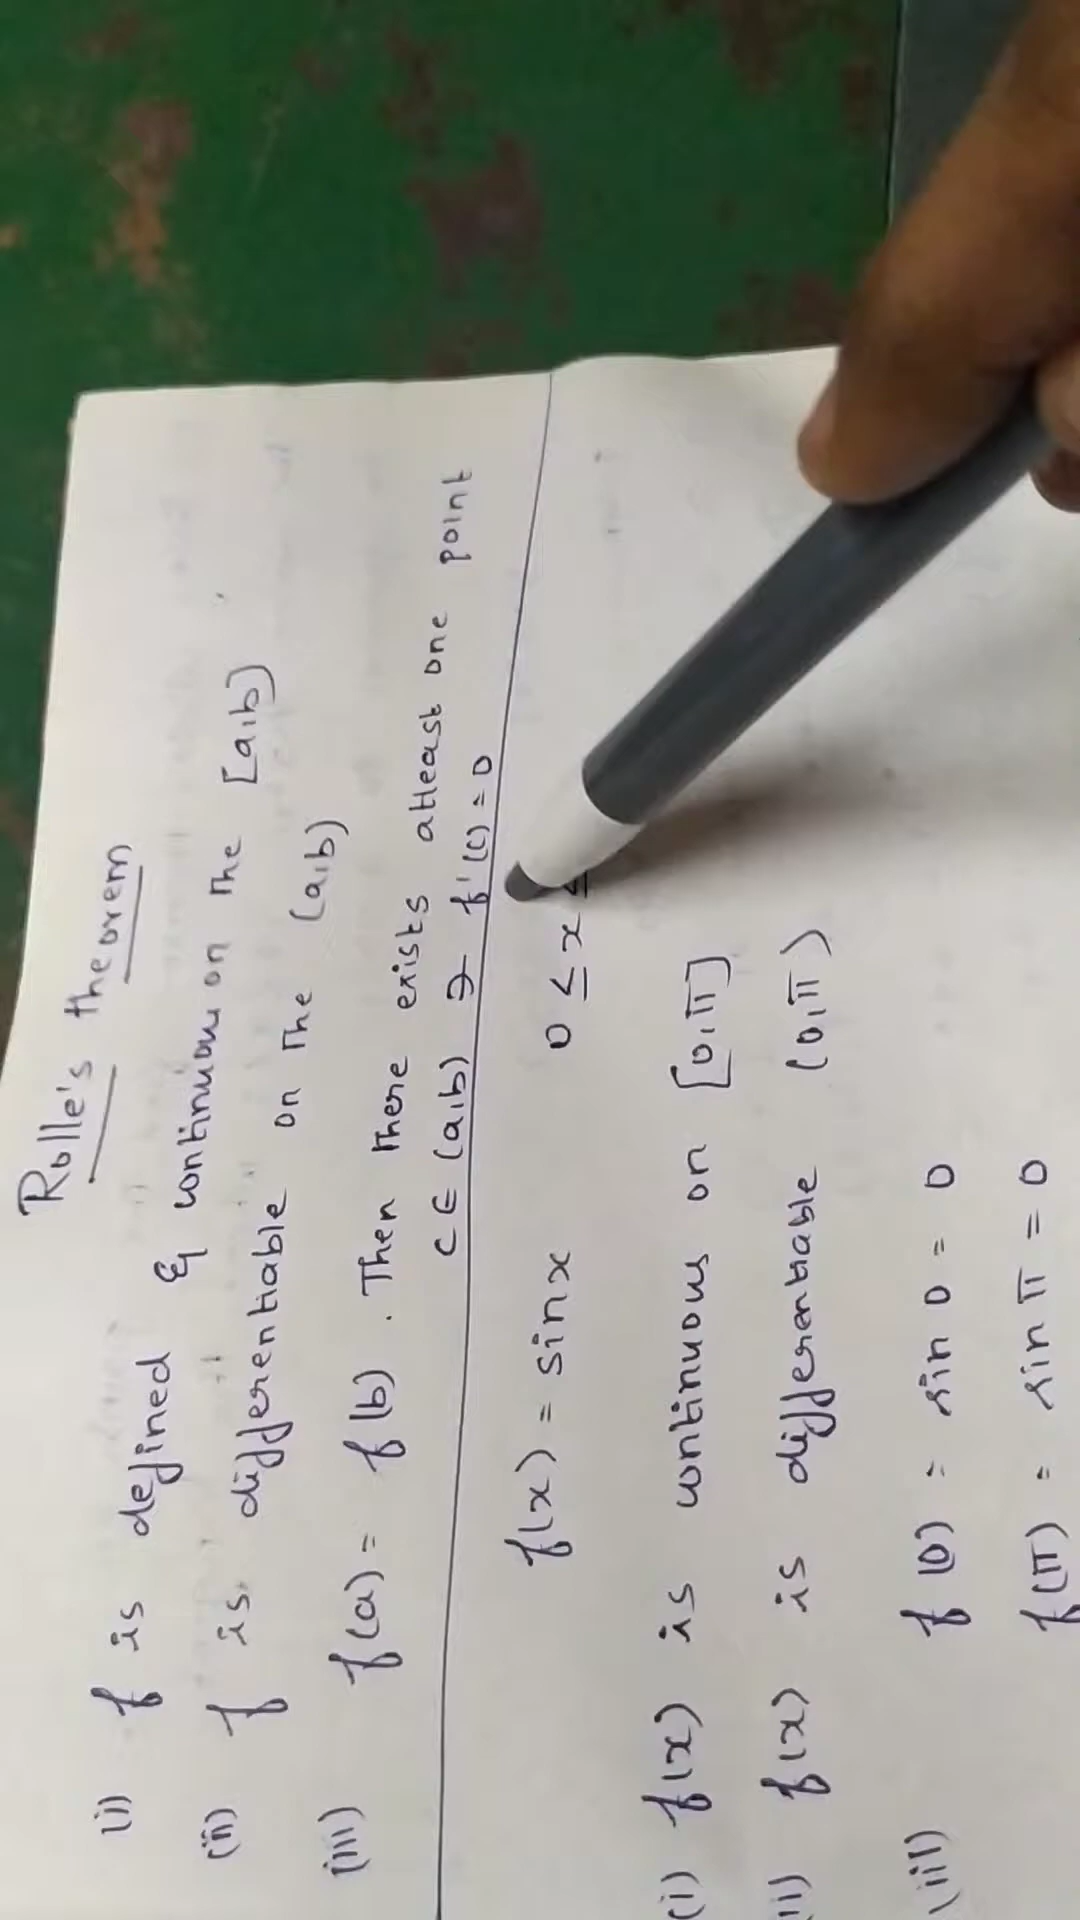 Rolle's theorem
(i) f is defined & continuous on the [a,b]
(ii) f is differentiable on the (a,b)
(iii) f(a) = f(b). Then there exists atleast one point
c ∈ (a,b) ∋ f'(c) = 0
f(x) = sin x 0 ≤ x ≤
(i) f(x) is continuous on [0,π]
(ii) f(x) is differentiable (0,π)
(iii) f(0) = sin 0 = 0
f(π) = sin π = 0